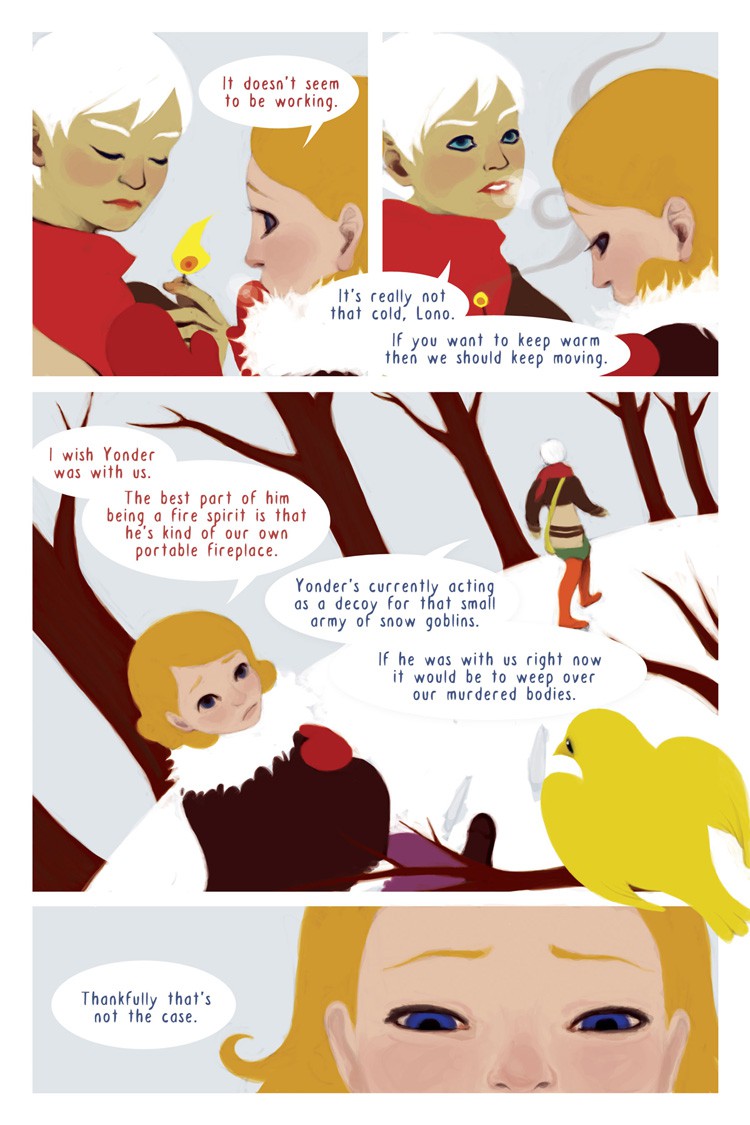 It doesn't seem
to be working.
It's really not
that cold, Lono.
If you want to keep warm
then we should keep moving.
I wish Yonder
was with us.
The best part of him
being a fire spirit is that
he's kind of our own
portable fireplace.
Yonder's currently acting
as a decoy for that small
army of snow goblins.
If he was with us right now
it would be to weep over
our murdered bodies.
Thankfully that's
not the case.